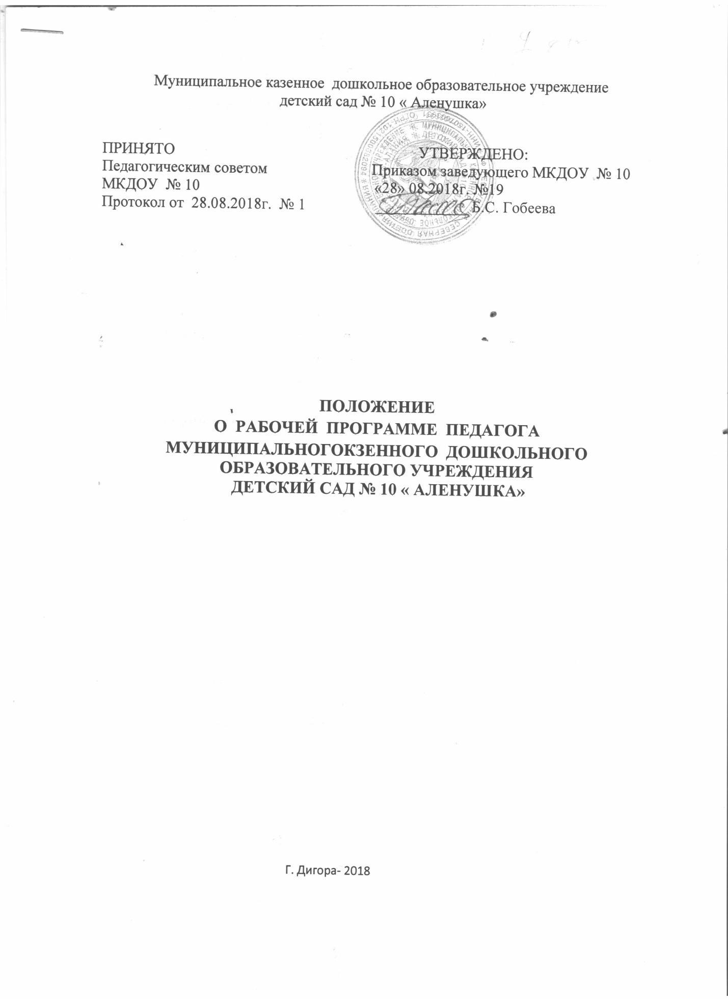 Муниципальное казенное дошкольное образовательное учреждение
детский сад № 10 « Аленушка»
ПРИНЯТО
Педагогическим советом
МКДОУ № 10
Протокол от 28.08.2018г. № 1
УТВЕРЖДЕНО:
Приказом заведующего МКДОУ № 10
«28» 08.2018г. №19
Б.С. Гобеева
ПОЛОЖЕНИЕ
О РАБОЧЕЙ ПРОГРАММЕ ПЕДАГОГА
МУНИЦИПАЛЬНОГОКЗЕННОГО ДОШКОЛЬНОГО
ОБРАЗОВАТЕЛЬНОГО УЧРЕЖДЕНИЯ
ДЕТСКИЙ САД № 10 « АЛЕНУШКА»
Г. Дигора- 2018